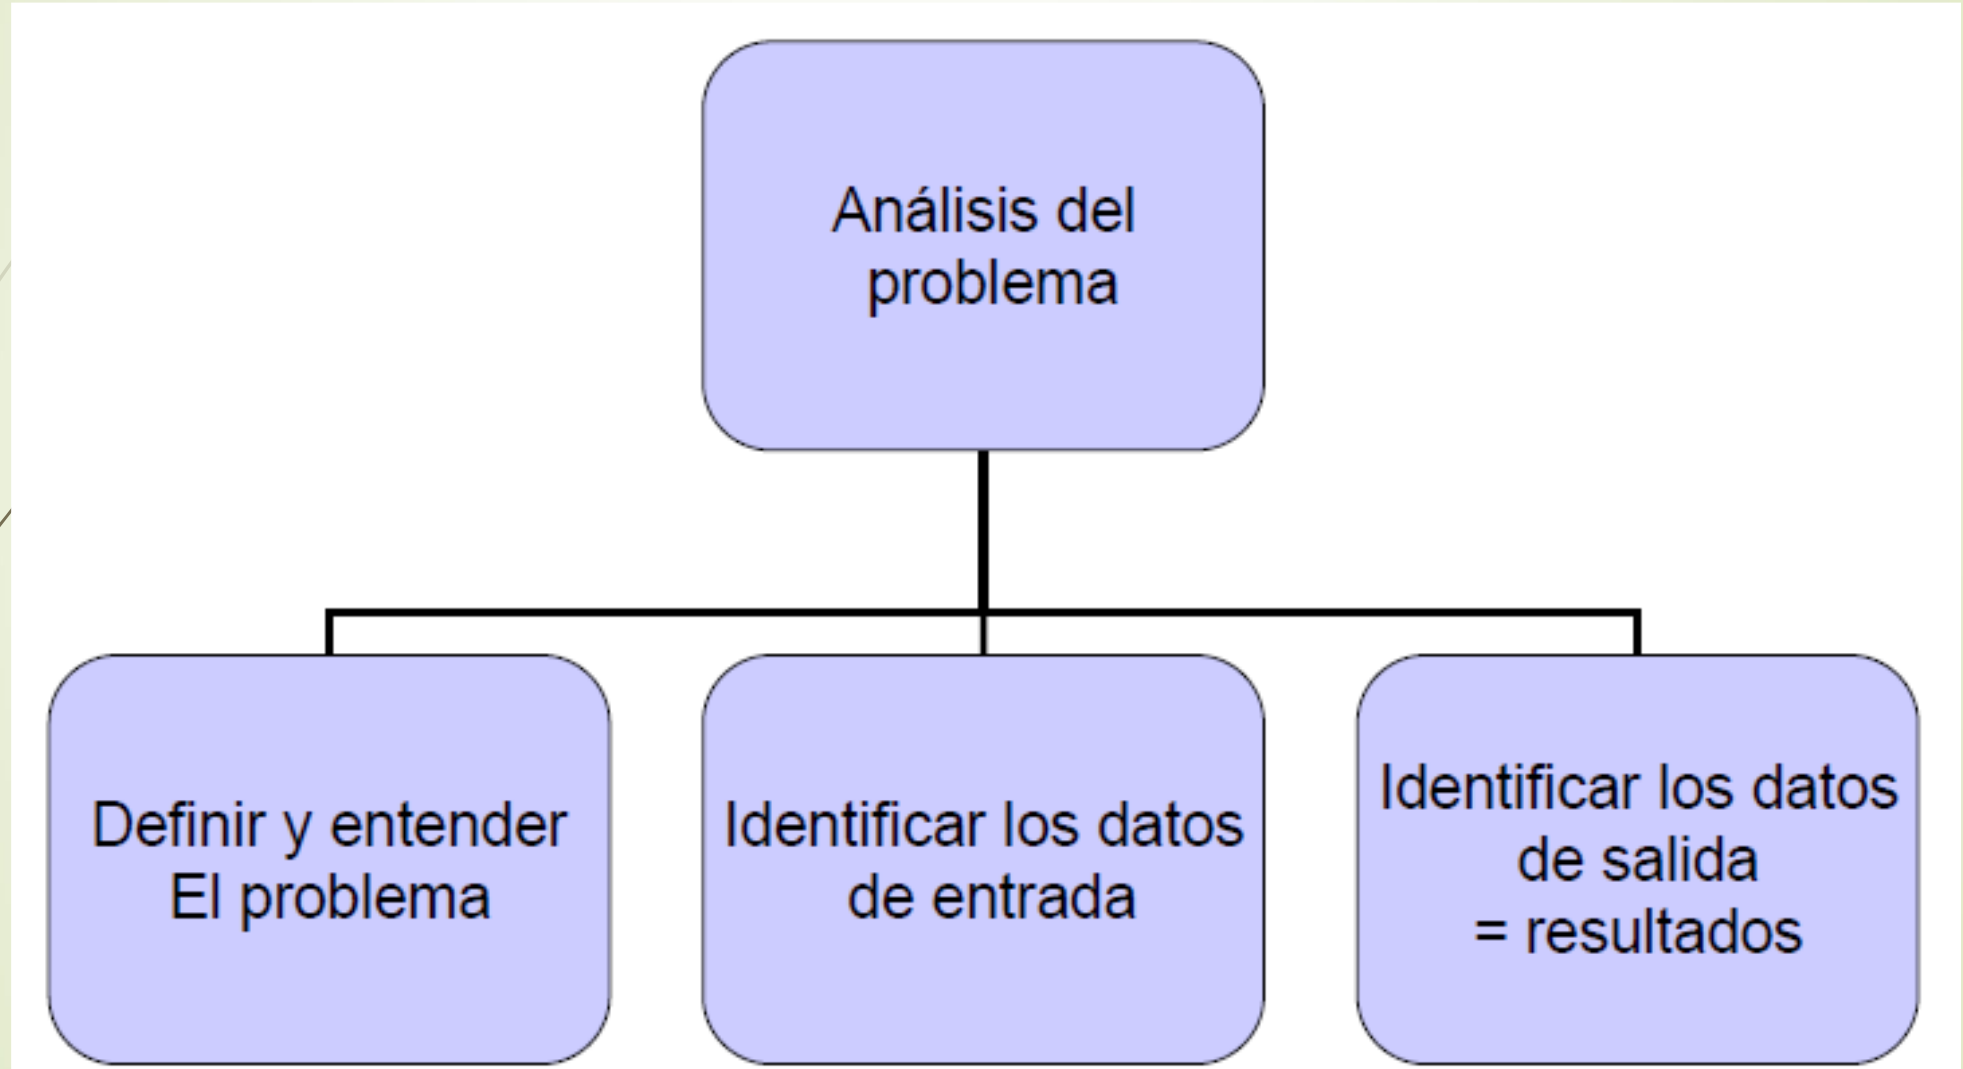 Análisis del
problema
Definir y entender
El problema
Identificar los datos
de entrada
Identificar los datos
de salida
= resultados